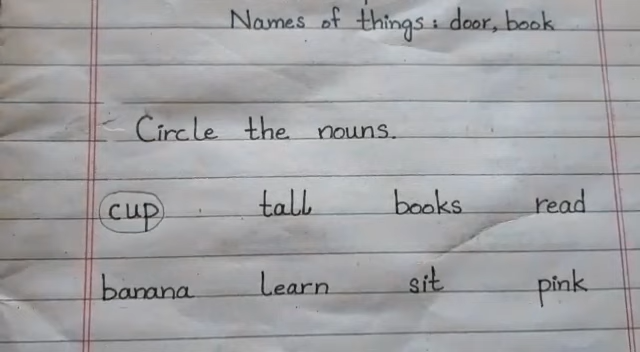 Names of things: door, book
Circle the nouns.
cup tall books read
banana learn sit pink